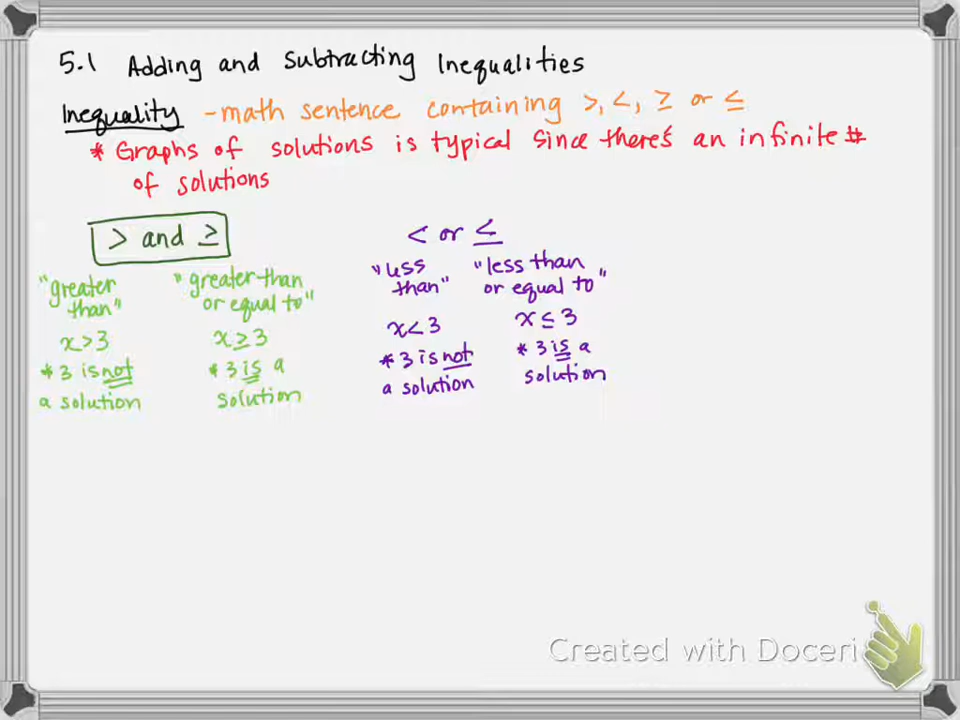 5.1 Adding and Subtracting Inequalities
Inequality - math sentence containing >, <, ≥ or ≤
* Graphs of solutions is typical since there's an infinite #
of solutions
> and ≥
< or ≤
"greater
than"
x > 3
* 3 is not
a solution
"greater than
or equal to"
x ≥ 3
* 3 is a
solution
"less
than"
x < 3
* 3 is not
a solution
"less than
or equal to"
x ≤ 3
* 3 is a
solution
Created with Doceri